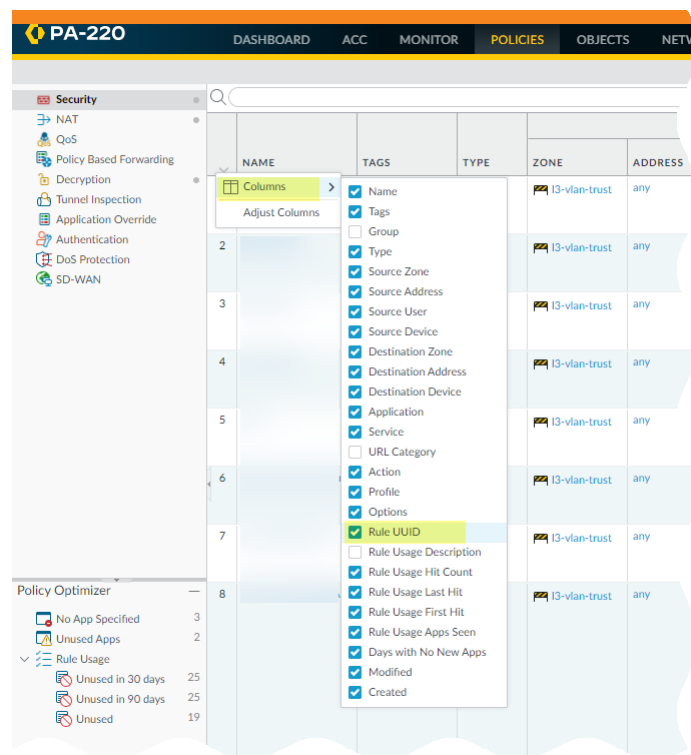 PA-220
DASHBOARD ACC MONITOR POLICIES OBJECTS
Security
NAT
QoS
Policy Based Forwarding
Decryption
Tunnel Inspection
Application Override
Authentication
DoS Protection
SD-WAN
NAME TAGS TYPE ZONE ADDRESS
Columns
Adjust Columns
Name
Tags
Group
Type
Source Zone
Source Address
Source User
Source Device
Destination Zone
Destination Address
Destination Device
Application
Service
URL Category
Action
Profile
Options
Rule UUID
Rule Usage Description
Rule Usage Hit Count
Rule Usage Last Hit
Rule Usage First Hit
Rule Usage Apps Seen
Days with No New Apps
Modified
Created
l3-vlan-trust any
2 l3-vlan-trust any
3 l3-vlan-trust any
4 l3-vlan-trust any
5 l3-vlan-trust any
6 l3-vlan-trust any
7 l3-vlan-trust any
8 l3-vlan-trust any
Policy Optimizer
No App Specified 3
Unused Apps 2
Rule Usage
Unused in 30 days 25
Unused in 90 days 25
Unused 19